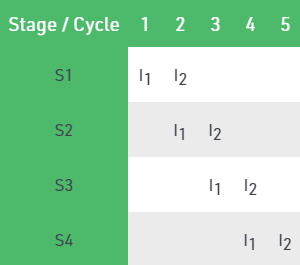 Stage / Cycle 1 2 3 4 5
S1 I1 I2
S2 I1 I2
S3 I1 I2
S4 I1 I2